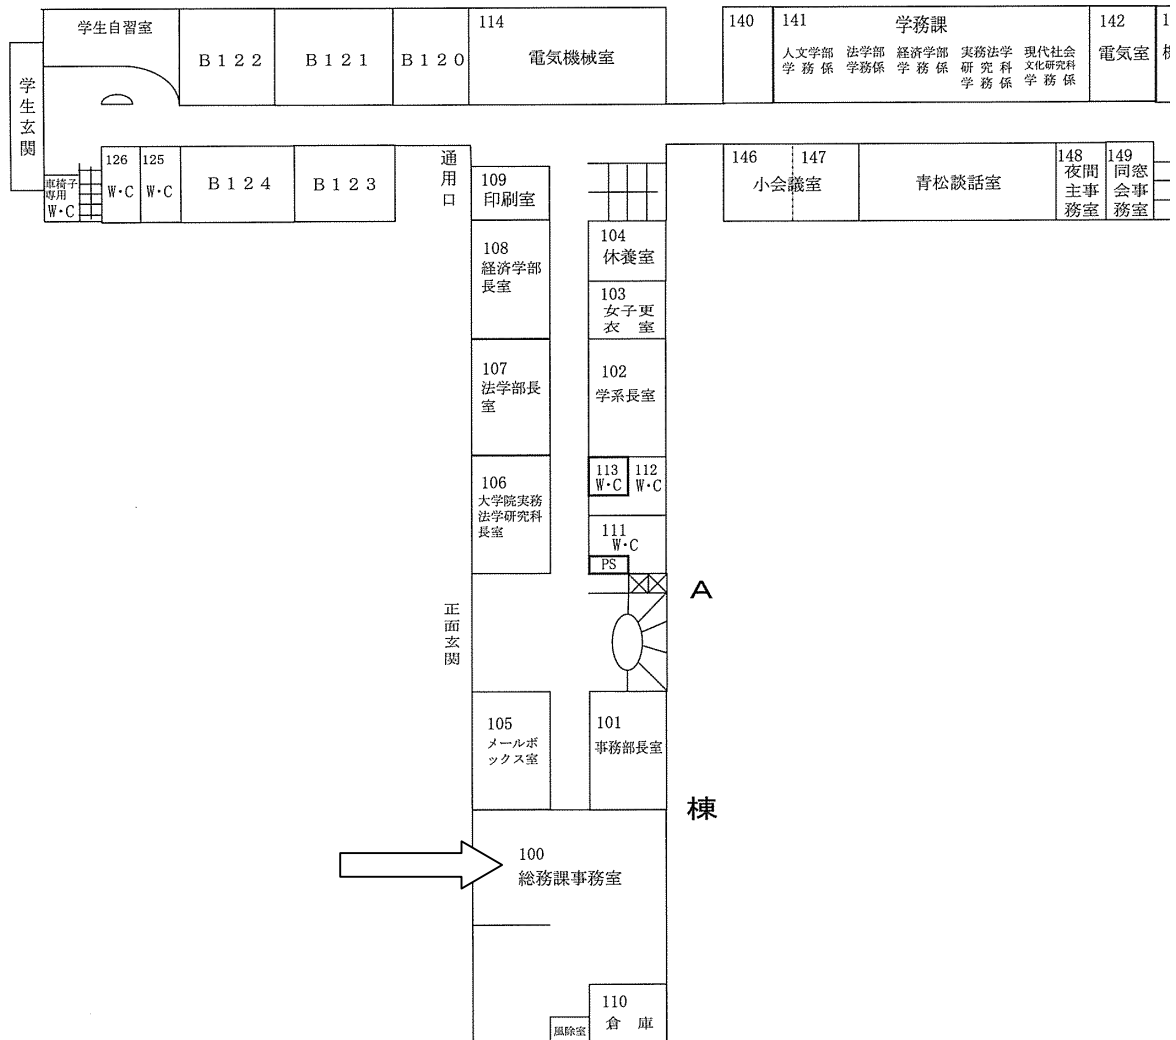 学生自習室
B122
B121
B120
114
電気機械室
140
141
学務課
人文学部
学務係
法学部
学務係
経済学部
学務係
実務法学
研究科
学務係
現代社会
文化研究科
学務係
142
電気室
学生玄関
車椅子
専用
W・C
126
W・C
125
W・C
B124
B123
通用口
109
印刷室
146
147
小会議室
青松談話室
148
夜間
主事
務室
149
同窓
会事
務室
108
経済学部
長室
104
休養室
103
女子更
衣室
107
法学部長
室
102
学系長室
106
大学院実務
法学研究科
長室
113
W・C
112
W・C
111
W・C
PS
A
正面玄関
105
メールボ
ックス室
101
事務部長室
棟
100
総務課事務室
110
倉庫
風除室